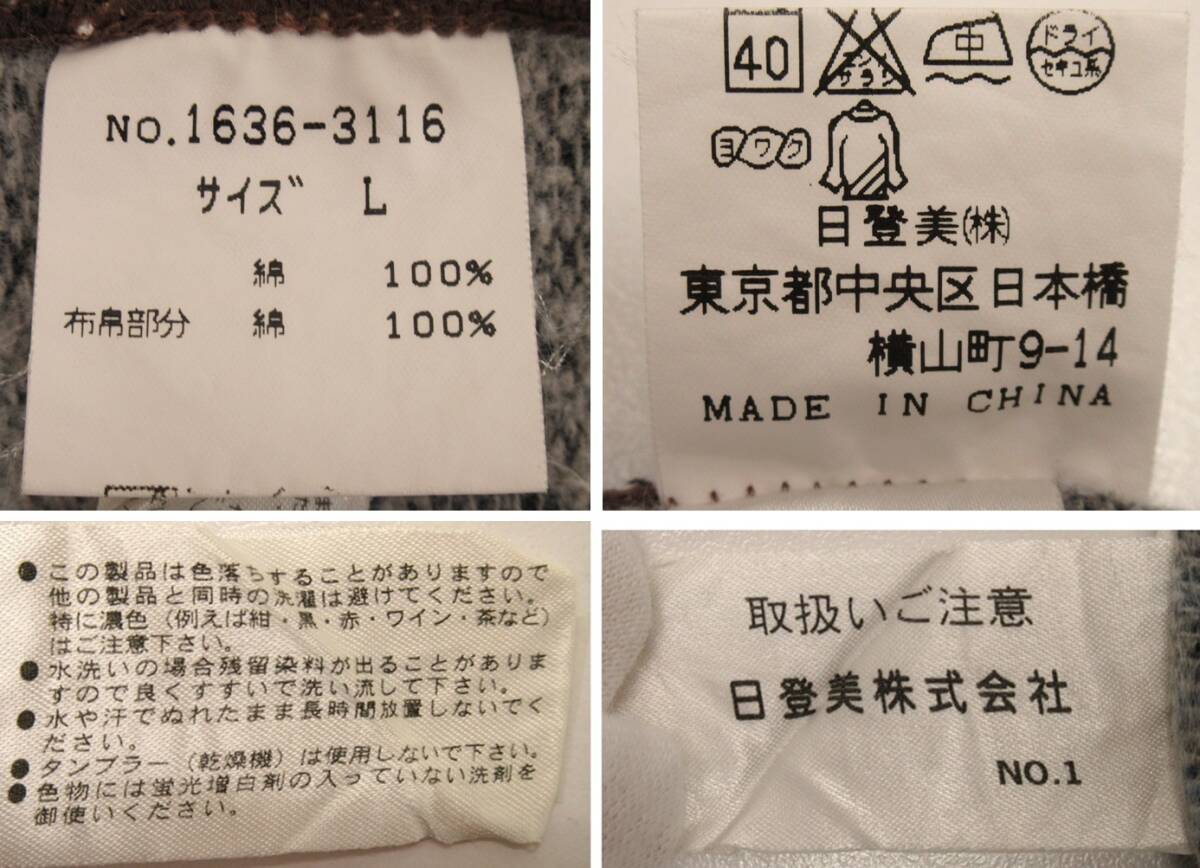 No.1636-3116
サイズ L
綿 100%
布帛部分 綿 100%
40 エンソ サラシ 中 ドライ セキユ系
ヨワク
日登美(株)
東京都中央区日本橋
横山町9-14
MADE IN CHINA
●この製品は色落ちすることがありますので
他の製品と同時の洗濯は避けてください。
特に濃色(例えば紺・黒・赤・ワイン・茶など)
はご注意下さい。
●水洗いの場合残留染料が出ることがありま
すので良くすすいで洗い流して下さい。
●水や汗でぬれたまま長時間放置しないでく
ださい。
●タンブラー(乾燥機)は使用しないで下さい。
●色物には蛍光増白剤の入っていない洗剤を
御使いください。
取扱いご注意
日登美株式会社
NO.1